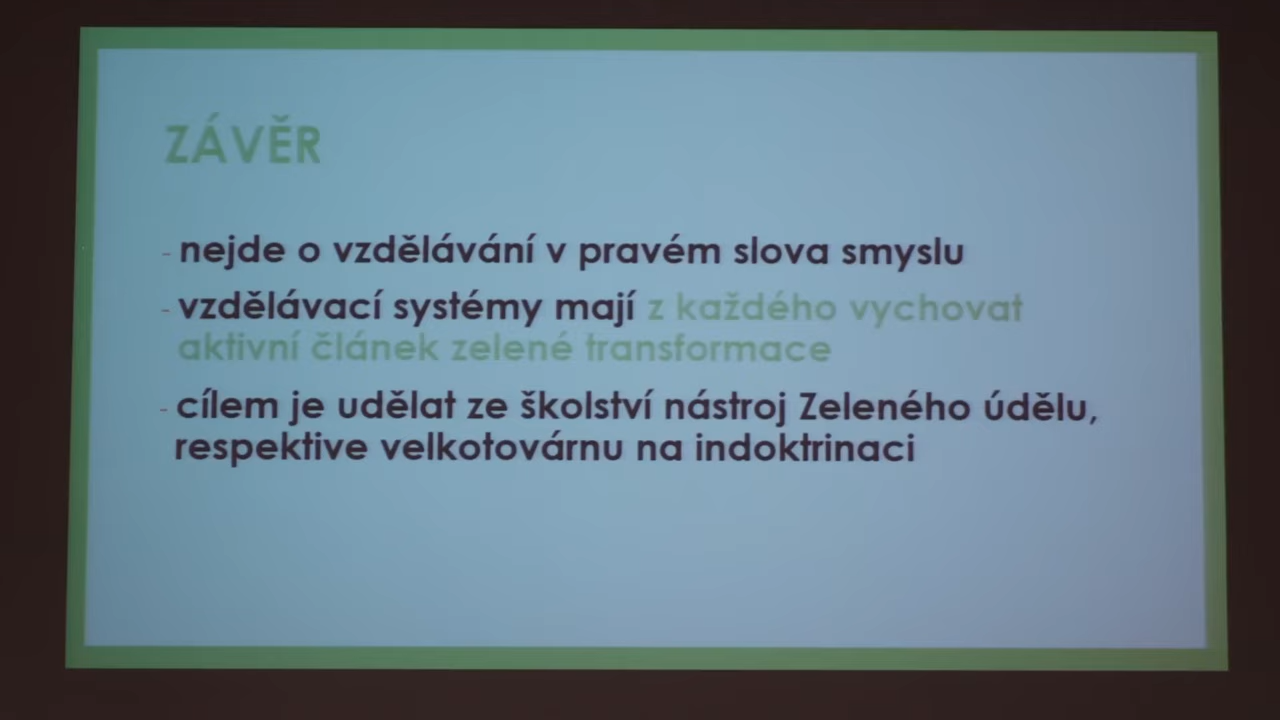 ZÁVĚR
- nejde o vzdělávání v pravém slova smyslu
- vzdělávací systémy mají z každého vychovat
aktivní článek zelené transformace
- cílem je udělat ze školství nástroj Zeleného údělu,
respektive velkotovárnu na indoktrinaci